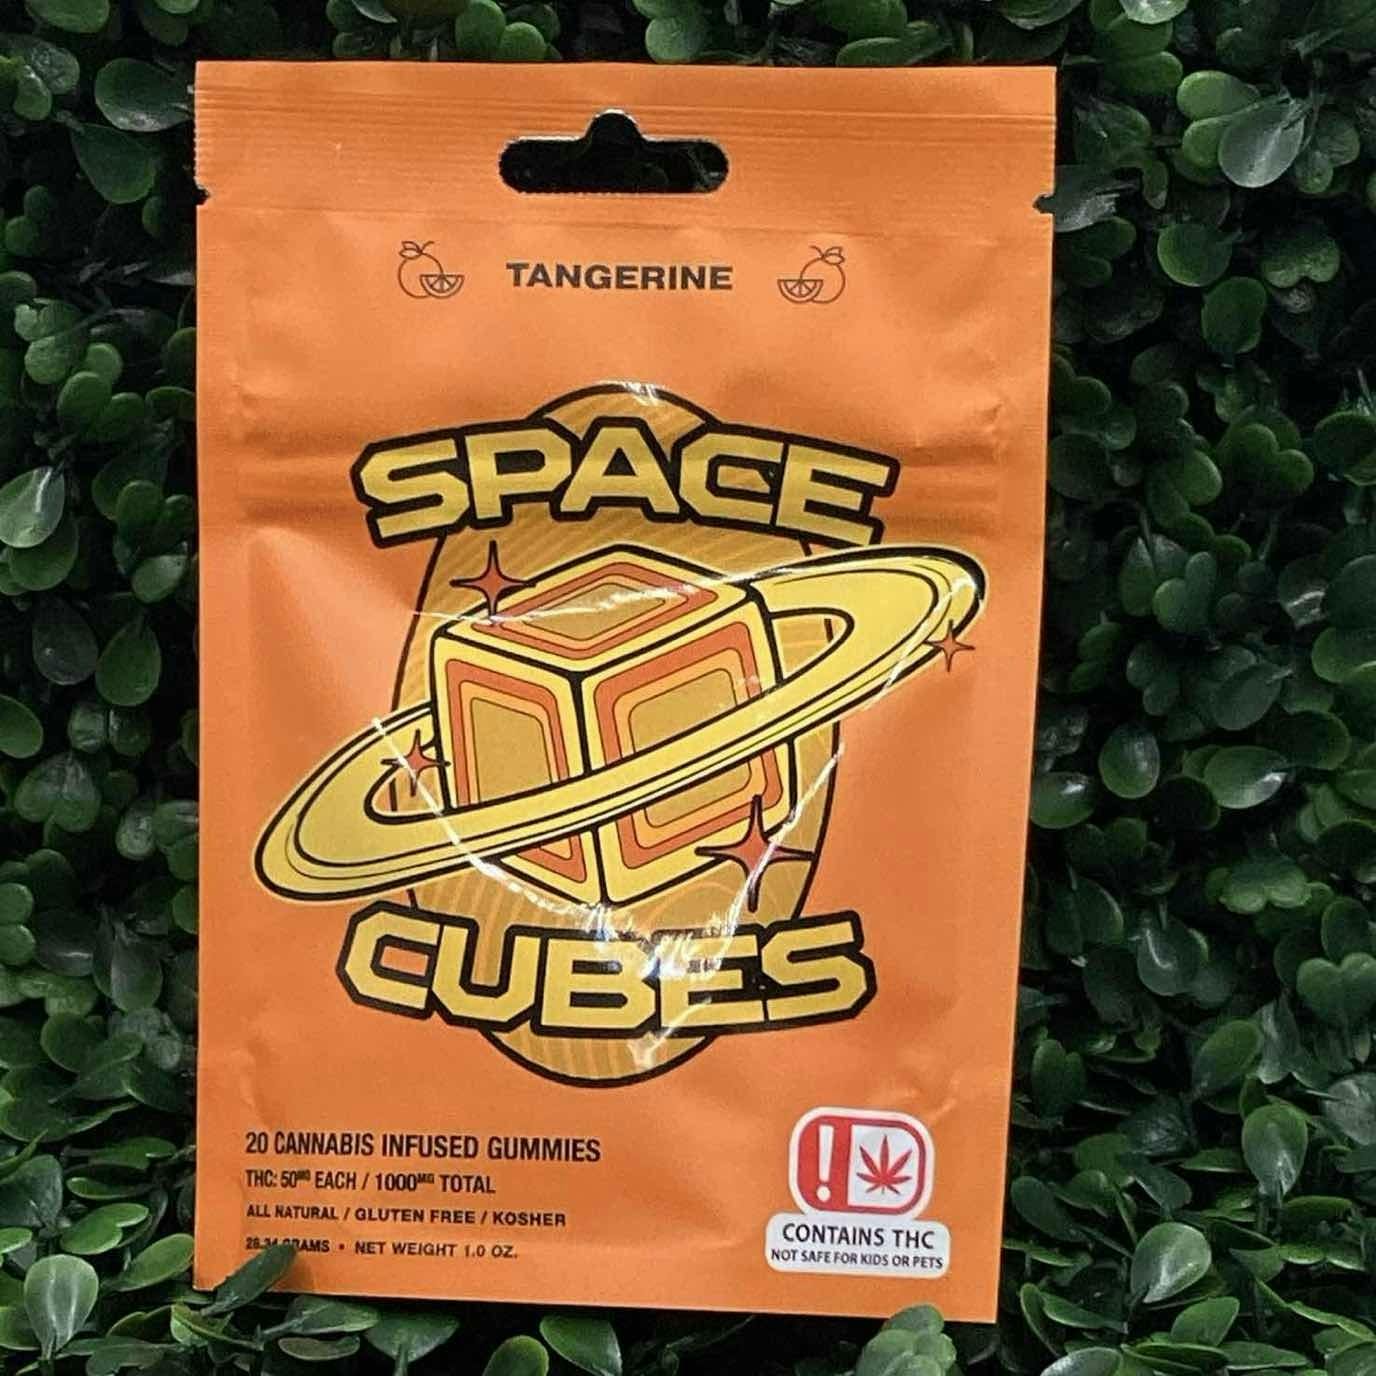 TANGERINE
SPACE
CUBES
20 CANNABIS INFUSED GUMMIES
THC: 50MG EACH / 1000MG TOTAL
ALL NATURAL / GLUTEN FREE / KOSHER
NET WEIGHT 1.0 OZ.
!
CONTAINS THC
NOT SAFE FOR KIDS OR PETS